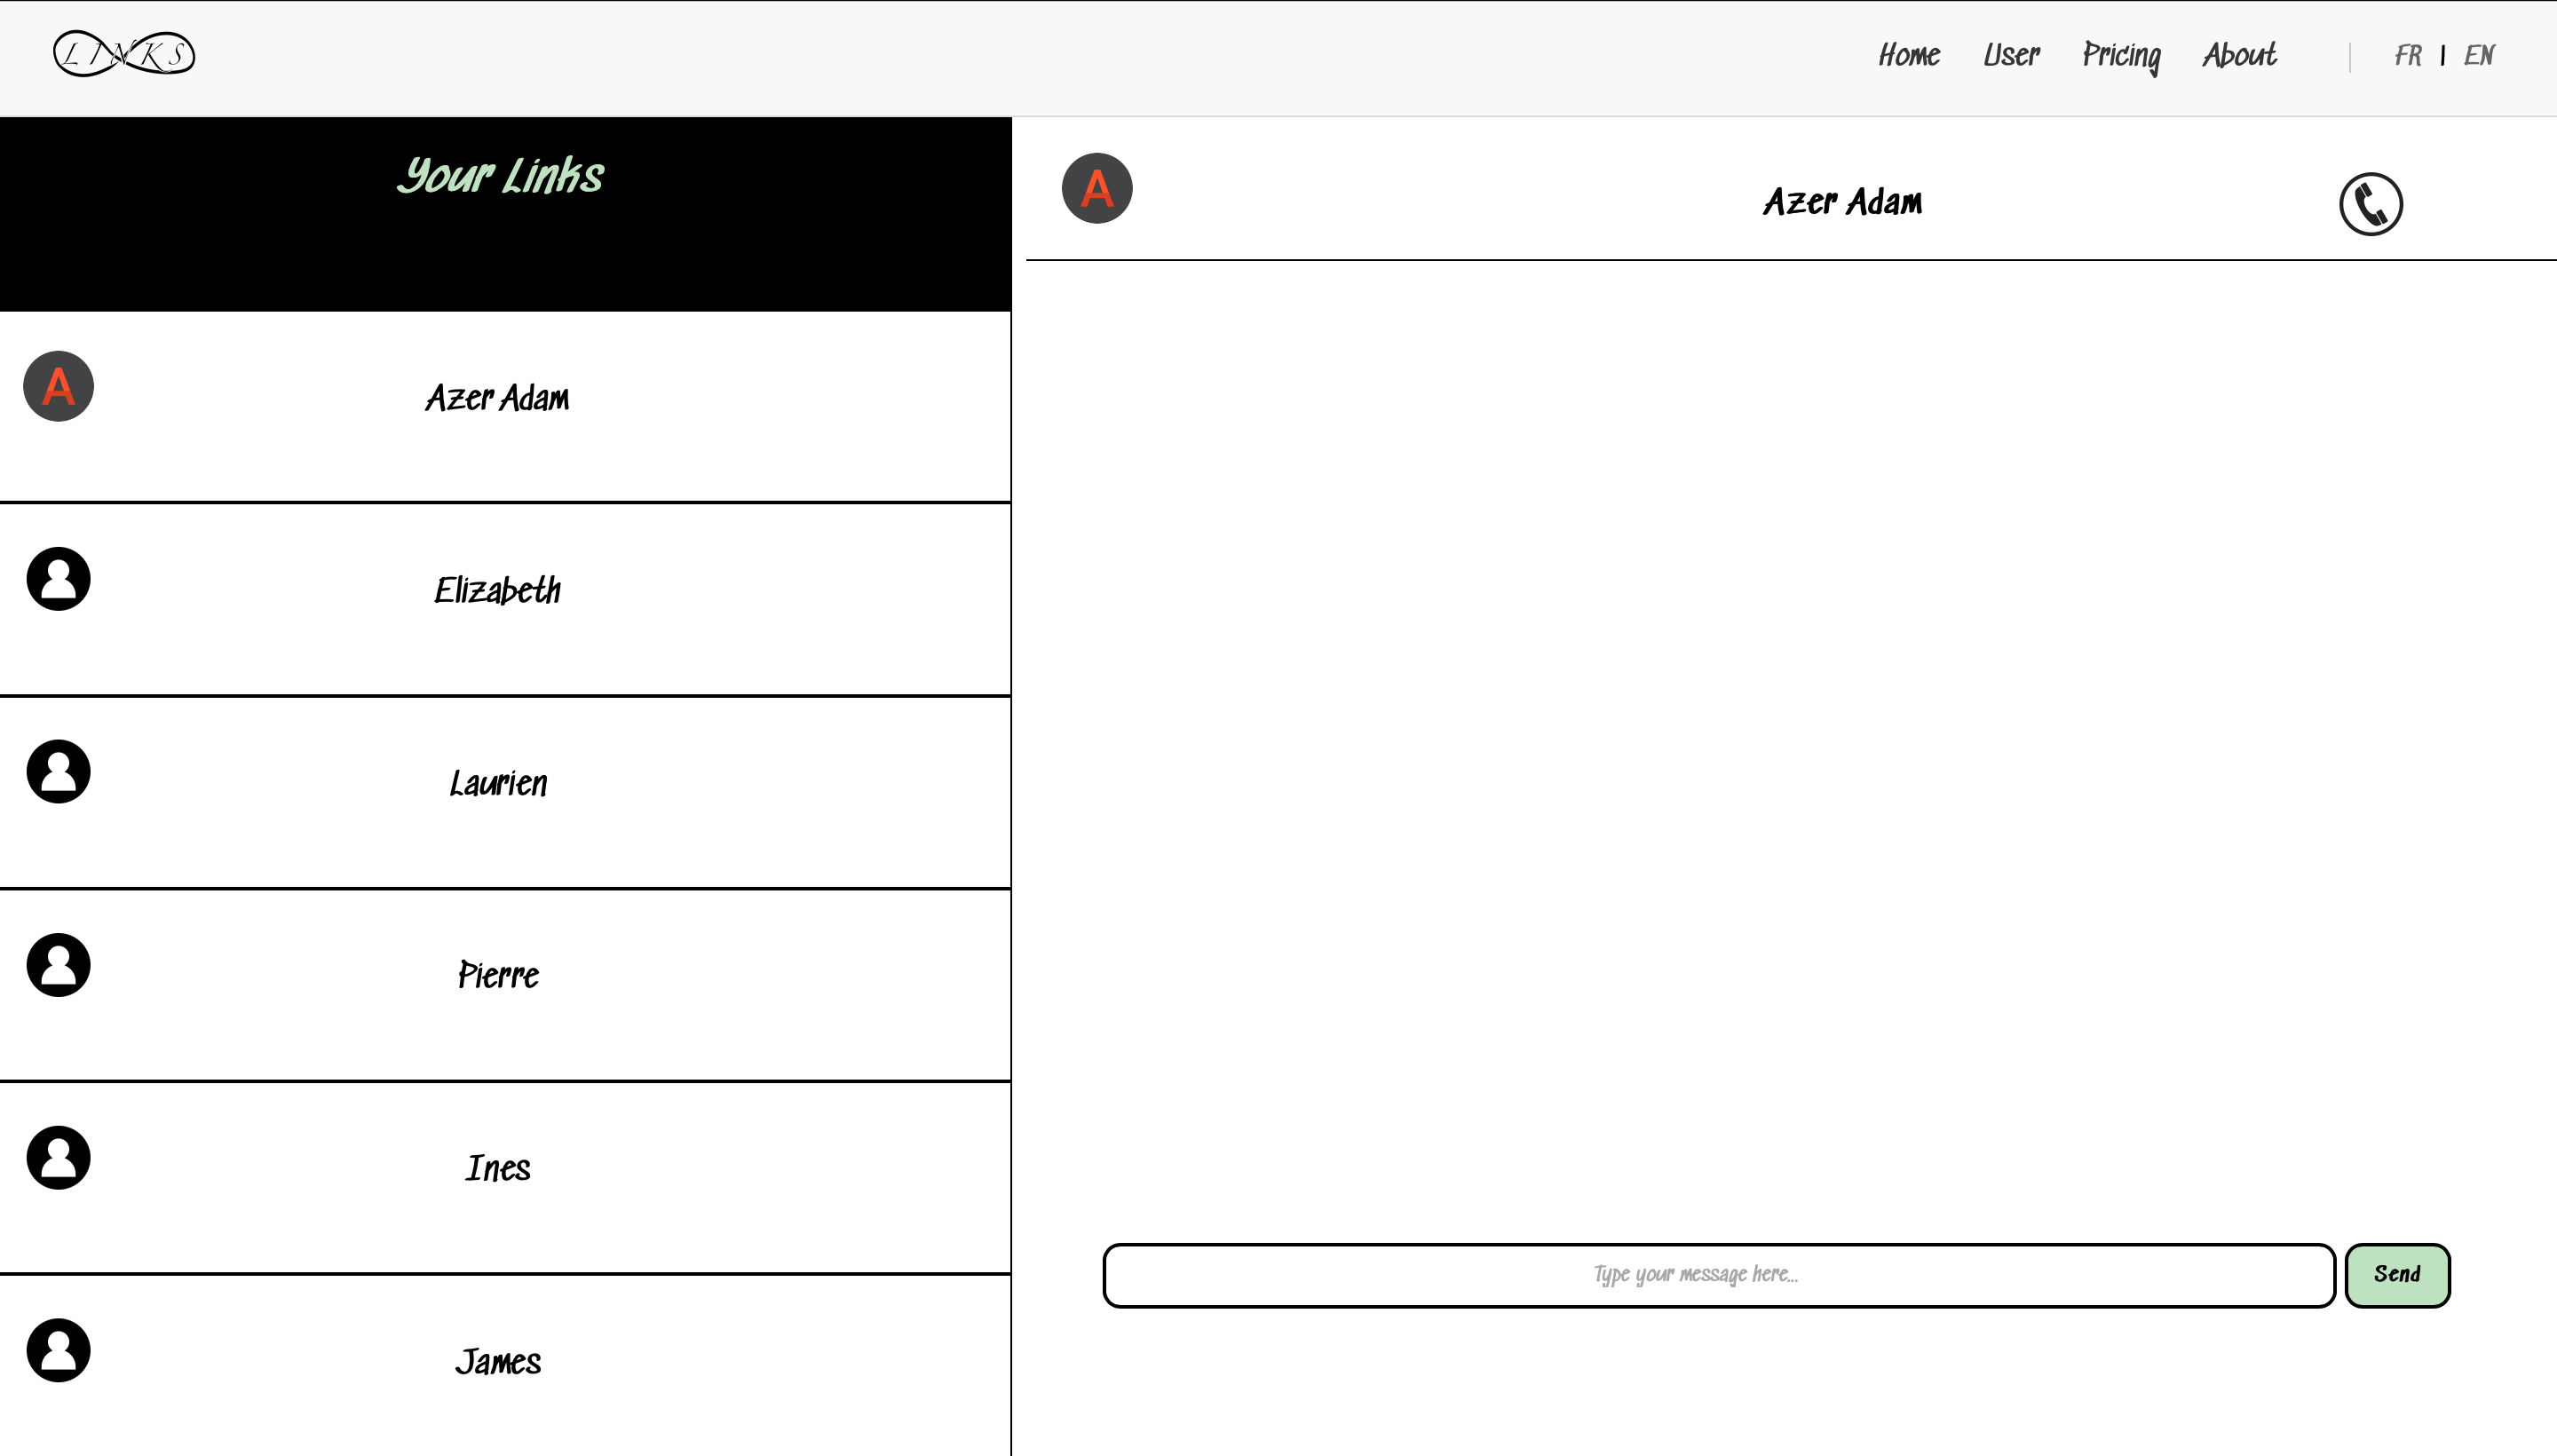 LINKS
Home User Pricing About FR | EN
Your Links
A
Azer Adam
Elizabeth
Laurien
Pierre
Ines
James
A
Azer Adam
Type your message here...
Send